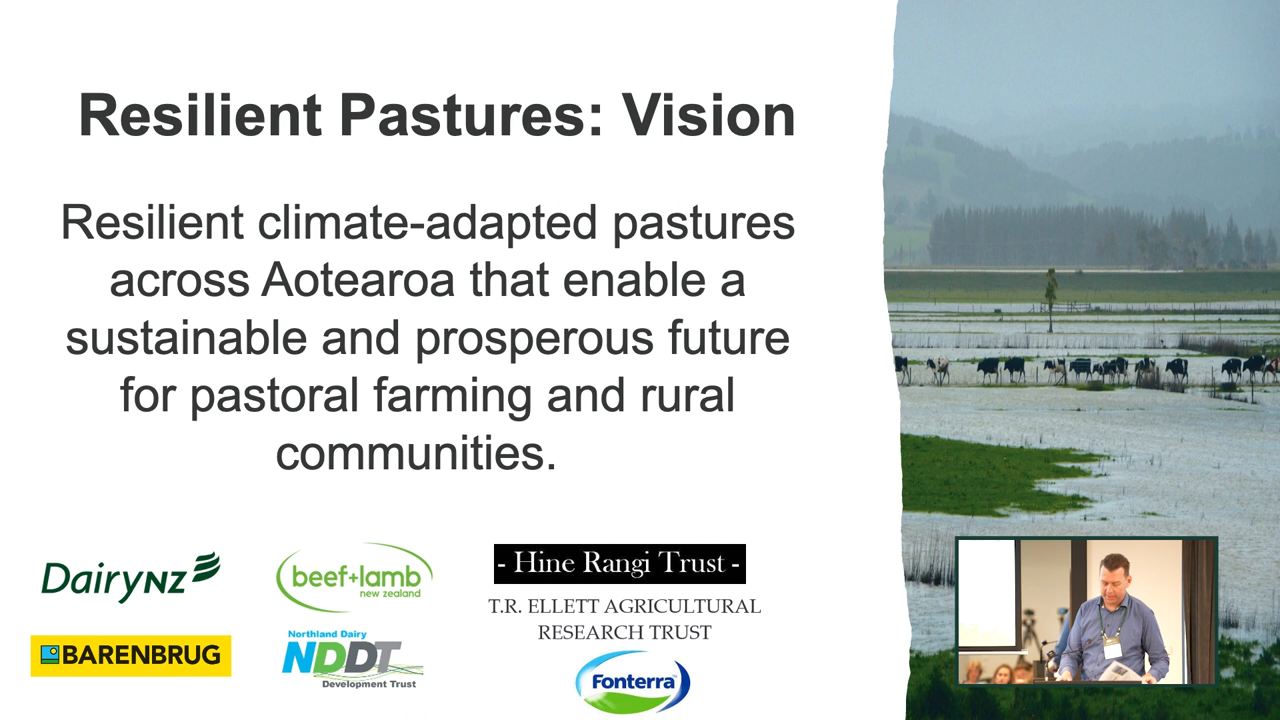 Resilient Pastures: Vision
Resilient climate-adapted pastures
across Aotearoa that enable a
sustainable and prosperous future
for pastoral farming and rural
communities.
DairyNZ
beef+lamb
new zealand
- Hine Rangi Trust -
T.R. ELLETT AGRICULTURAL
RESEARCH TRUST
BARENBRUG
Northland Dairy
NDDT
Development Trust
Fonterra